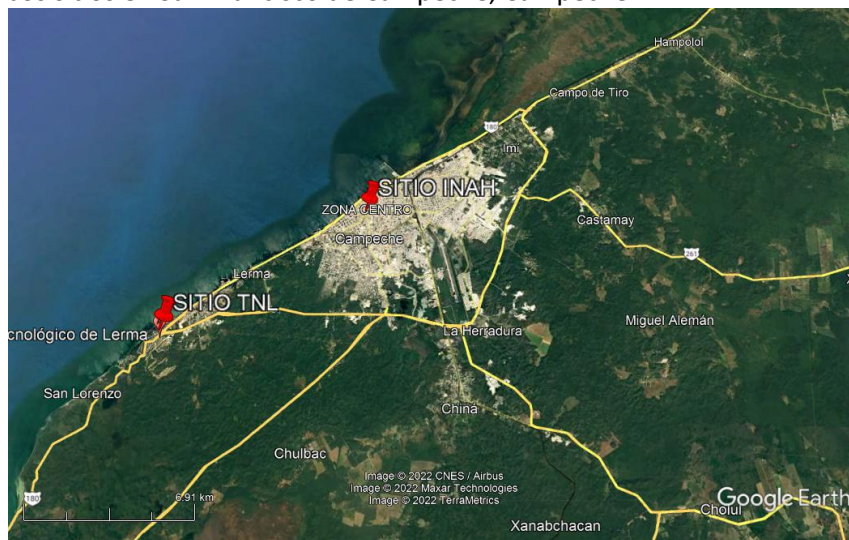 Hampolol
Campo de Tiro
180
Imi
SITIO INAH
ZONA CENTRO
Castamay
Campeche
261
Lerma
SITIO TNL
Miguel Alemán
cnológico de Lerma
La Herradura
San Lorenzo
China
Chulbac
Image © 2022 CNES / Airbus
Image © 2022 Maxar Technologies
Image © 2022 TerraMetrics
180
6.91 km
Google Earth
Cholul
Xanabchacan